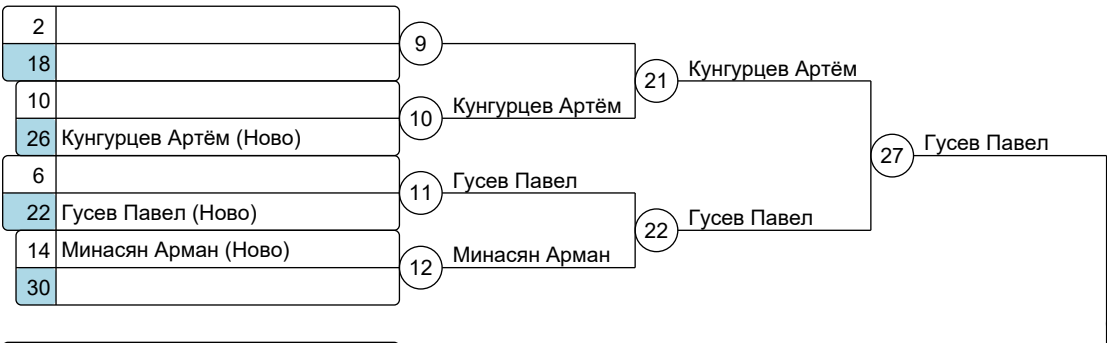 2
9
18
21 Кунгурцев Артём
10
10 Кунгурцев Артём
26 Кунгурцев Артём (Ново)
27 Гусев Павел
6
11 Гусев Павел
22 Гусев Павел (Ново)
22 Гусев Павел
14 Минасян Арман (Ново)
12 Минасян Арман
30